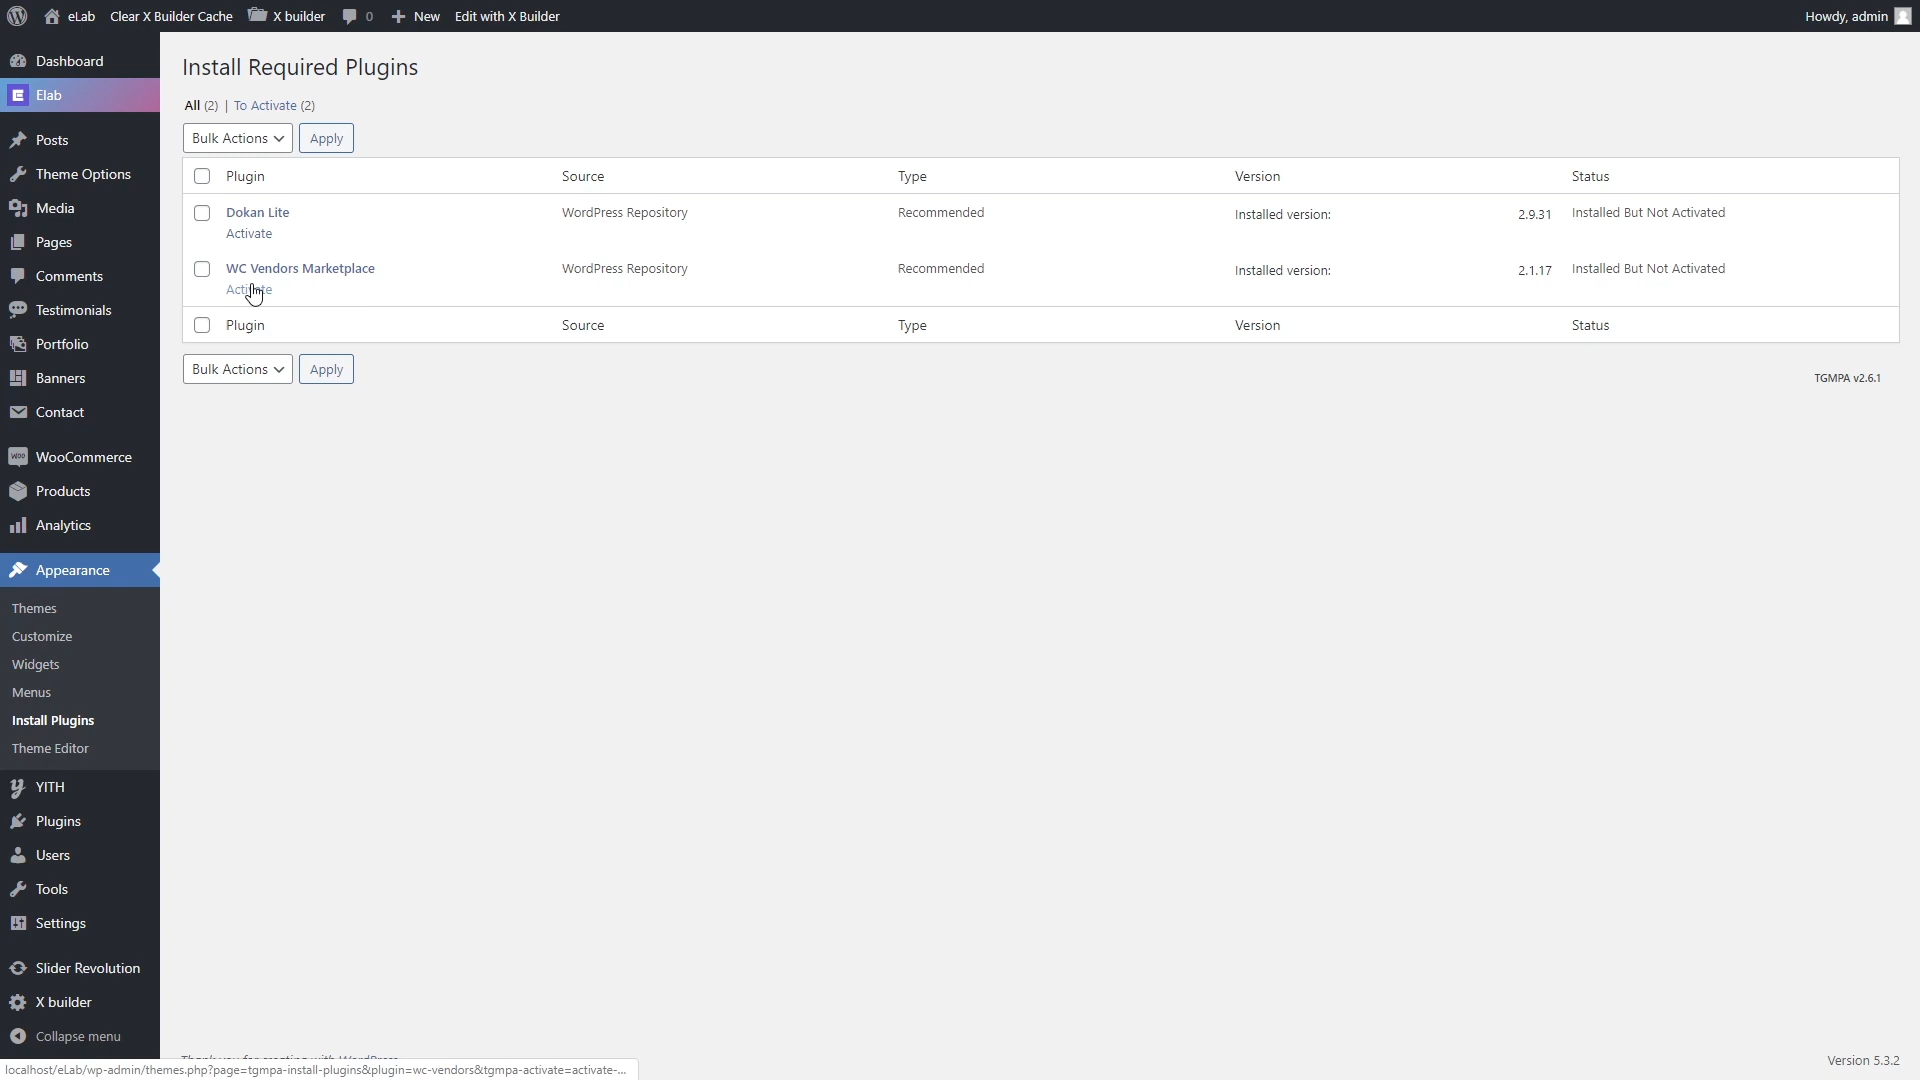 eLab Clear X Builder Cache X builder 0 New Edit with X Builder Howdy, admin
Dashboard
Elab
Posts
Theme Options
Media
Pages
Comments
Testimonials
Portfolio
Banners
Contact
WooCommerce
Products
Analytics
Appearance
Themes
Customize
Widgets
Menus
Install Plugins
Theme Editor
YITH
Plugins
Users
Tools
Settings
Slider Revolution
X builder
Collapse menu
Install Required Plugins
All (2) | To Activate (2)
Bulk Actions Apply
Plugin Source Type Version Status
Dokan Lite WordPress Repository Recommended Installed version: 2.9.31 Installed But Not Activated
Activate
WC Vendors Marketplace WordPress Repository Recommended Installed version: 2.1.17 Installed But Not Activated
Activate
Plugin Source Type Version Status
Bulk Actions Apply
TGMPA v2.6.1
Version 5.3.2
localhost/eLab/wp-admin/themes.php?page=tgmpa-install-plugins&plugin=wc-vendors&tgmpa-activate=activate-...